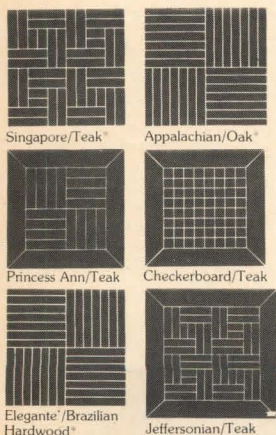 Singapore/Teak*
Appalachian/Oak*
Princess Ann/Teak
Checkerboard/Teak
Elegante'/Brazilian
Hardwood*
Jeffersonian/Teak